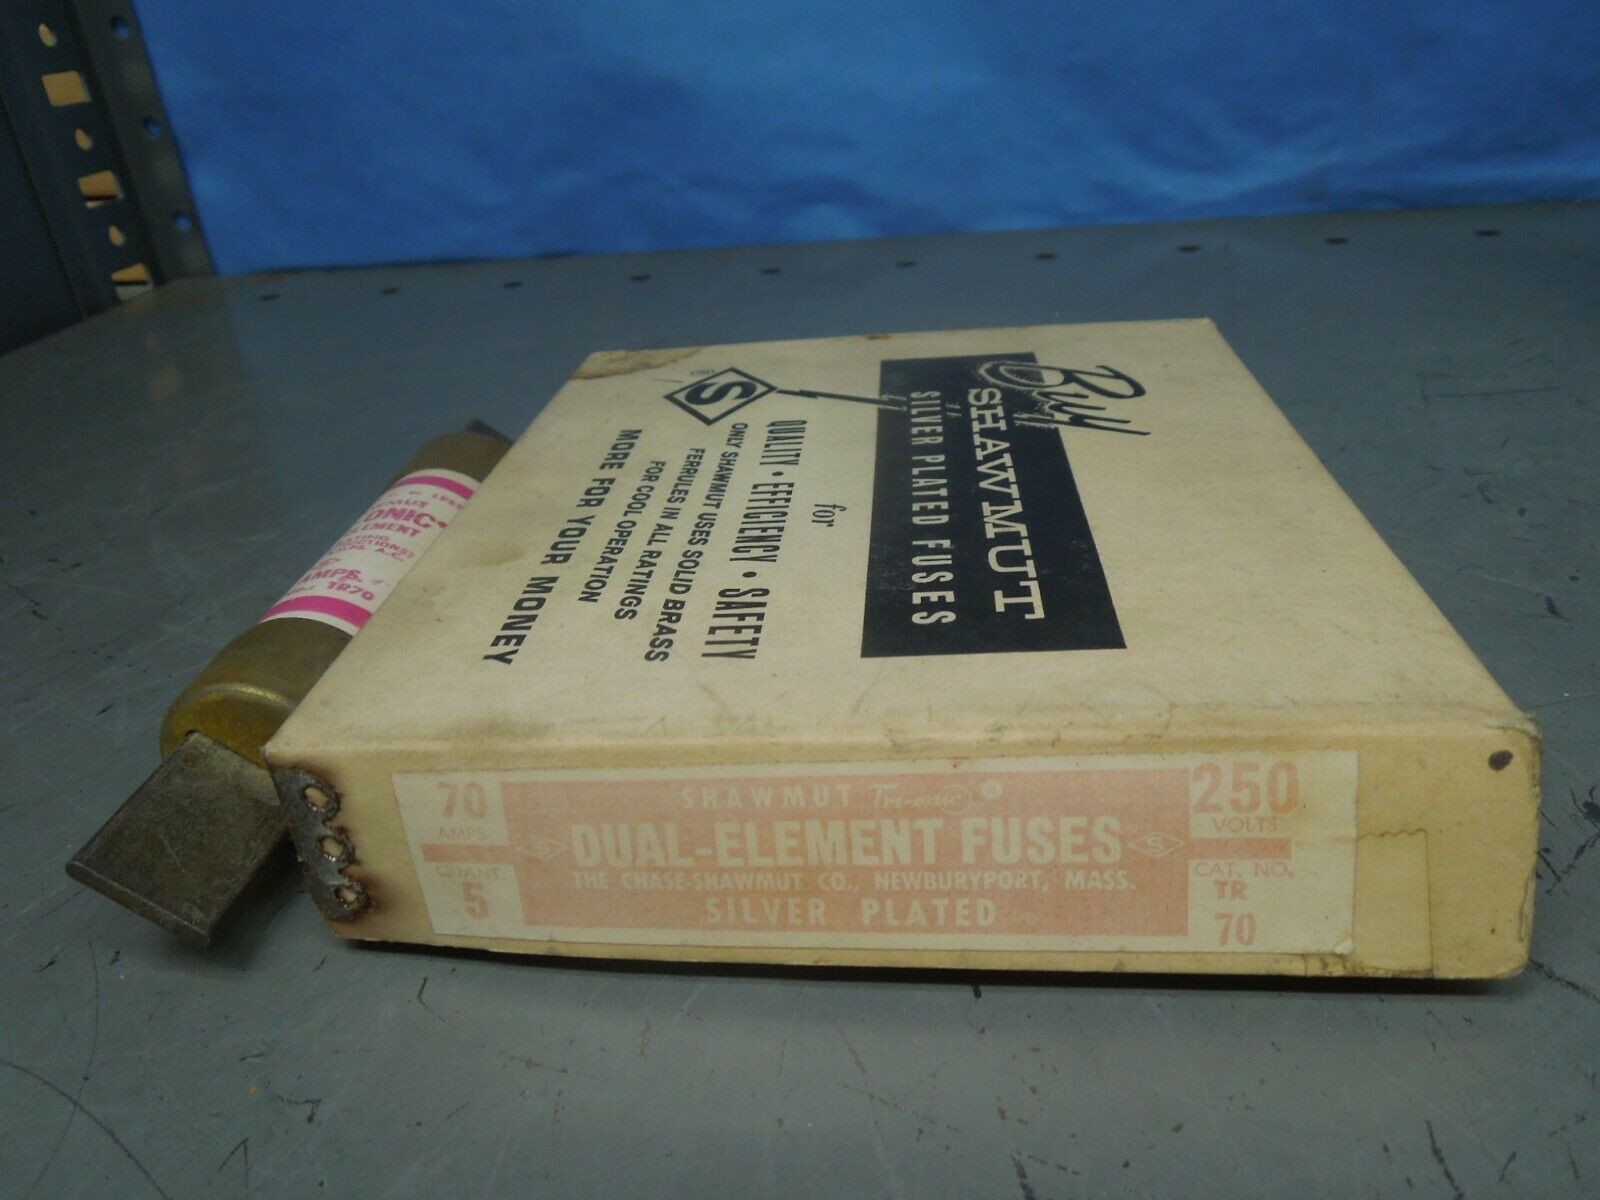 Buy
SHAWMUT
SILVER PLATED FUSES
for
QUALITY • EFFICIENCY • SAFETY
ONLY SHAWMUT USES SOLID BRASS
FERRULES IN ALL RATINGS
FOR COOL OPERATION
MORE FOR YOUR MONEY
S
®
70
AMPS.
QUANT.
5
SHAWMUT Tri-onic ®
DUAL-ELEMENT FUSES
THE CHASE-SHAWMUT CO., NEWBURYPORT, MASS.
SILVER PLATED
250
VOLTS
CAT. NO.
TR
70
LESS
AMPS
TR70